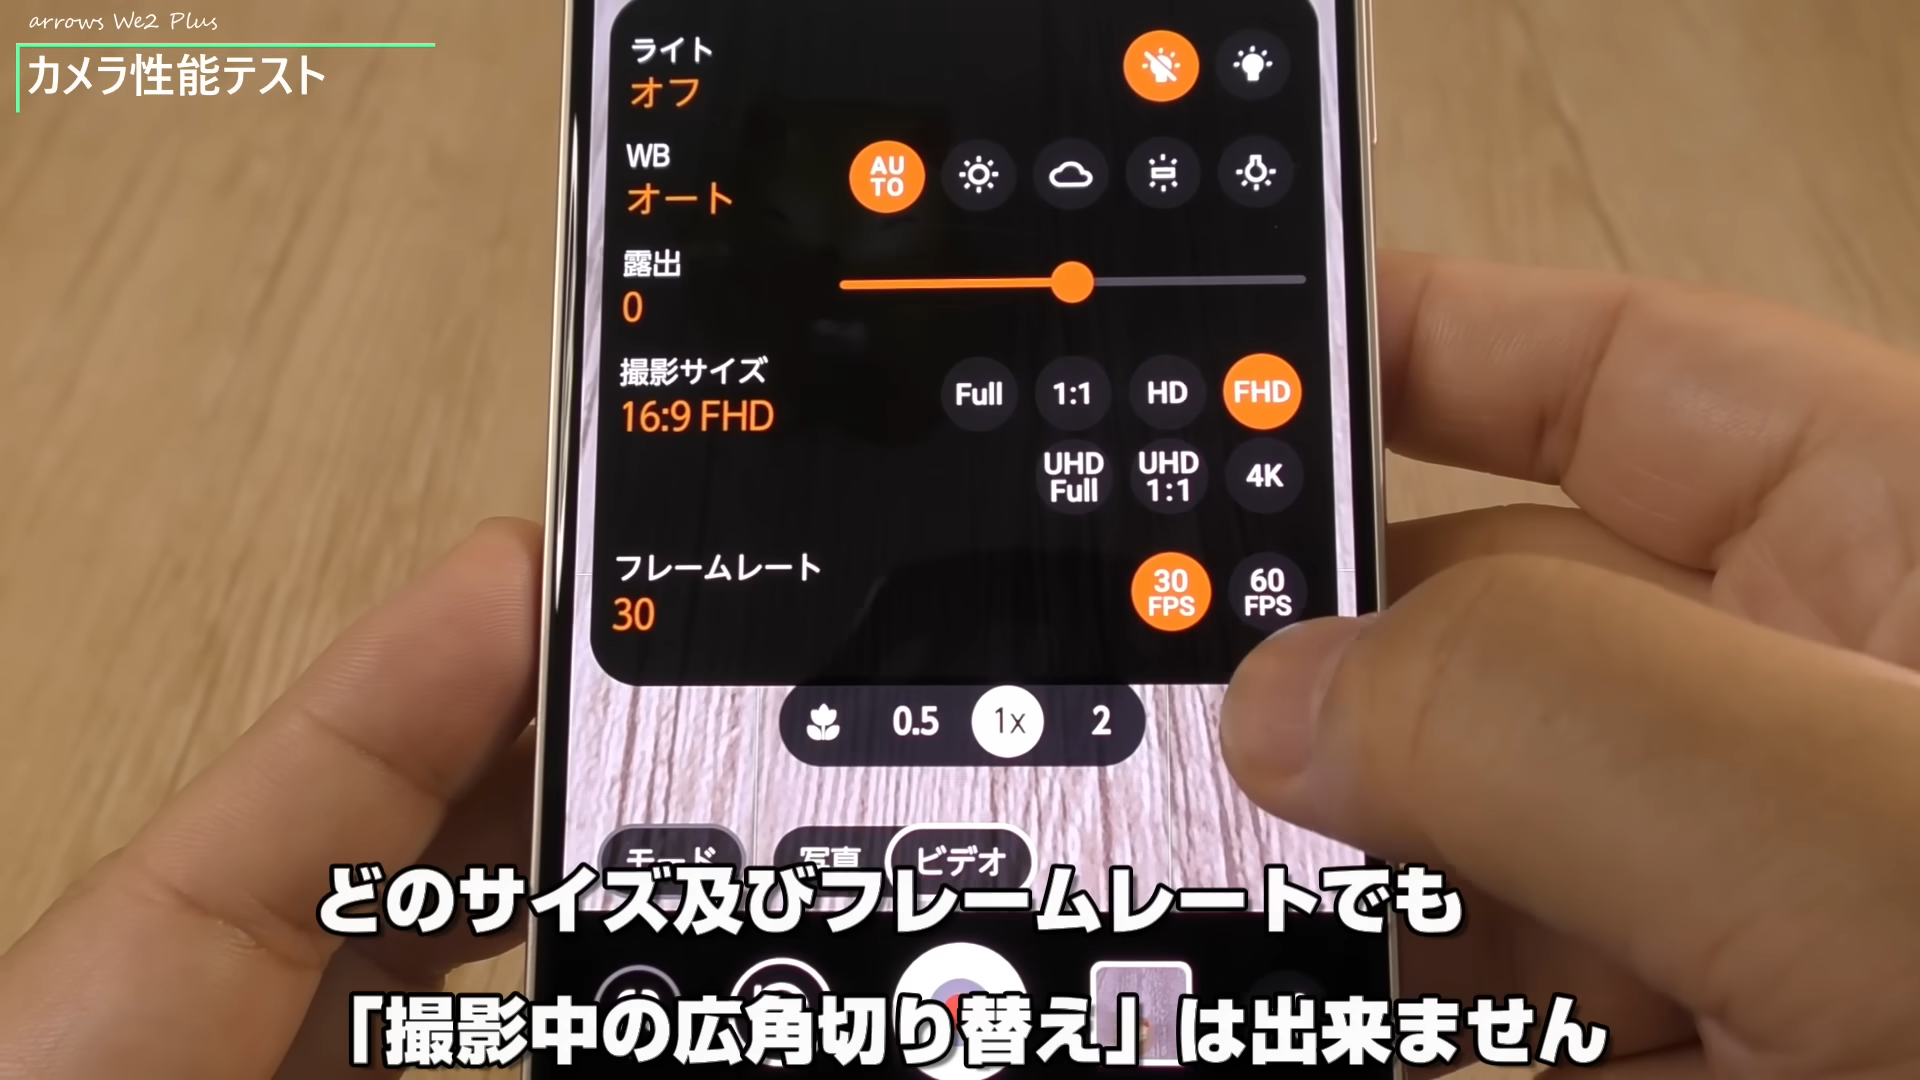 arrows We2 Plus
カメラ性能テスト
ライト
オフ
WB
オート
AU
TO
露出
0
撮影サイズ
16:9 FHD
Full
1:1
HD
FHD
UHD
Full
UHD
1:1
4K
フレームレート
30
30
FPS
60
FPS
0.5
1x
2
モード
写真
ビデオ
どのサイズ及びフレームレートでも
「撮影中の広角切り替え」は出来ません